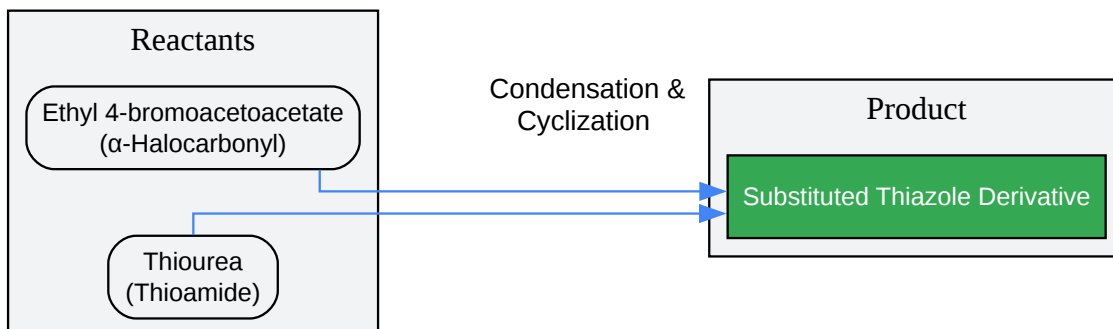 Reactants
Ethyl 4-bromoacetoacetate
(α-Halocarbonyl)
Thiourea
(Thioamide)
Condensation &
Cyclization
Product
Substituted Thiazole Derivative